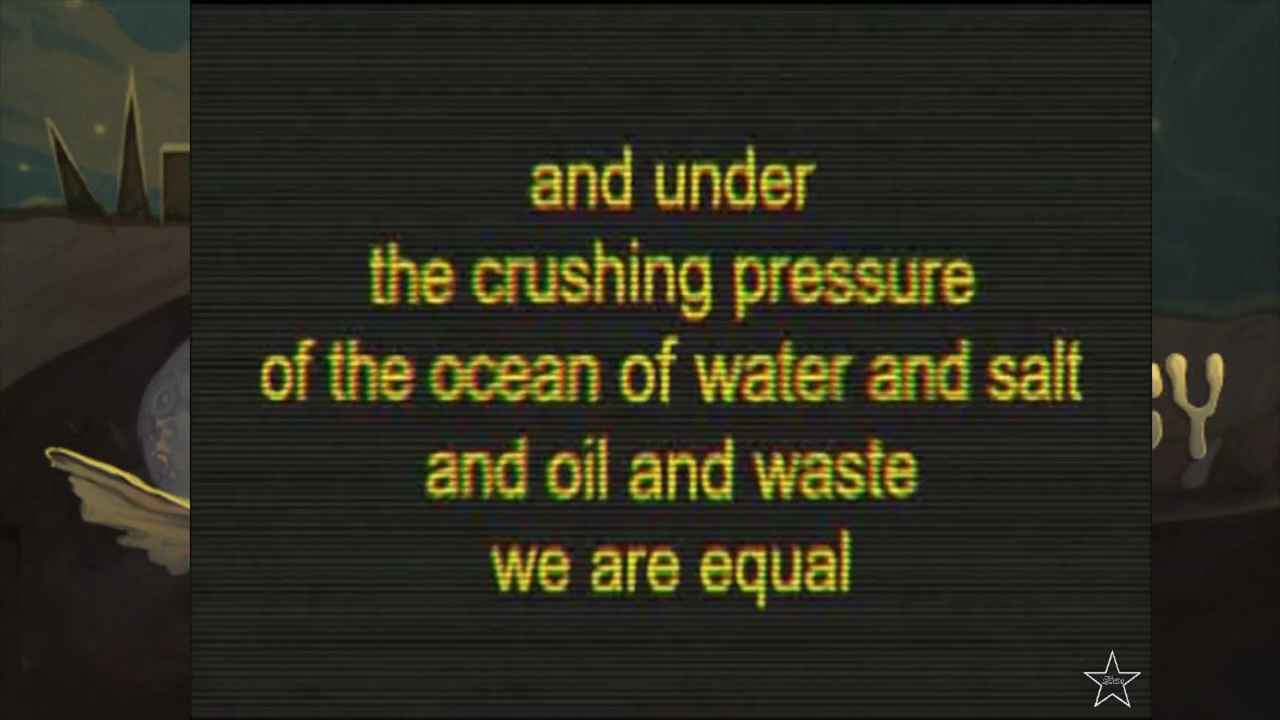 and under
the crushing pressure
of the ocean of water and salt
and oil and waste
we are equal